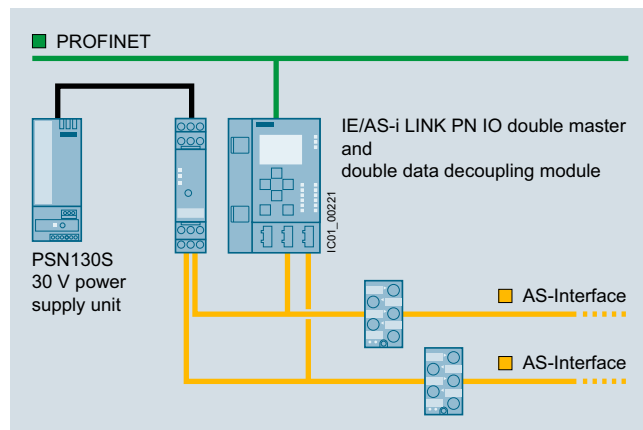 PROFINET
IE/AS-i LINK PN IO double master
and
double data decoupling module
IC01_00221
PSN130S
30 V power
supply unit
AS-Interface
AS-Interface